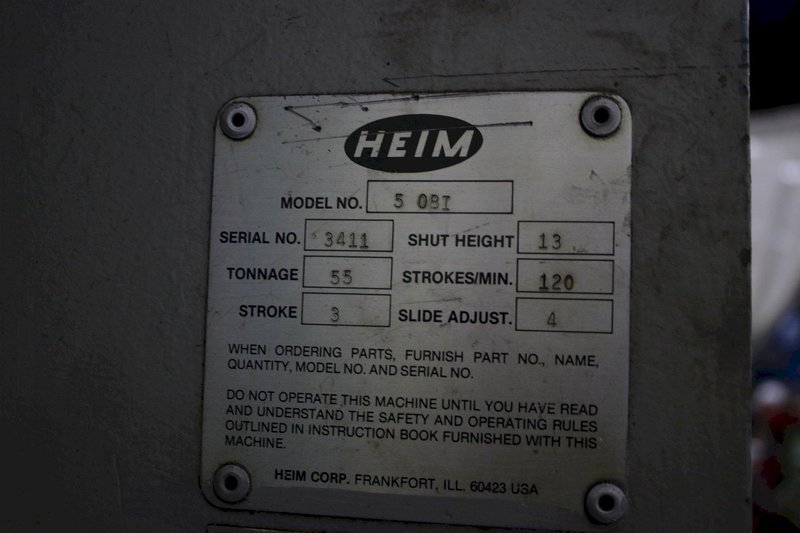 HEIM
MODEL NO. 5 OBI
SERIAL NO. 3411 SHUT HEIGHT 13
TONNAGE 55 STROKES/MIN. 120
STROKE 3 SLIDE ADJUST. 4
WHEN ORDERING PARTS, FURNISH PART NO., NAME,
QUANTITY, MODEL NO. AND SERIAL NO.
DO NOT OPERATE THIS MACHINE UNTIL YOU HAVE READ
AND UNDERSTAND THE SAFETY AND OPERATING RULES
OUTLINED IN INSTRUCTION BOOK FURNISHED WITH THIS
MACHINE.
HEIM CORP. FRANKFORT, ILL. 60423 USA